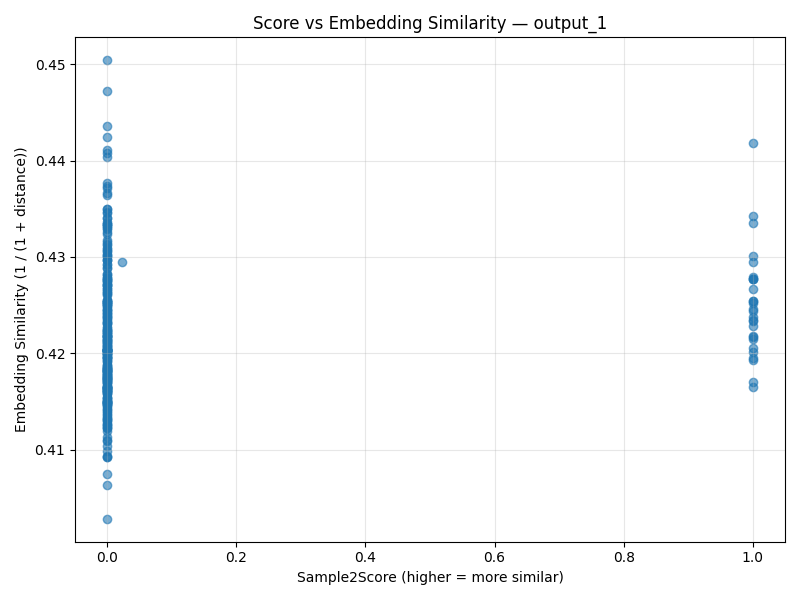 Score vs Embedding Similarity — output_1
Embedding Similarity (1 / (1 + distance))
0.45
0.44
0.43
0.42
0.41
0.0 0.2 0.4 0.6 0.8 1.0
Sample2Score (higher = more similar)